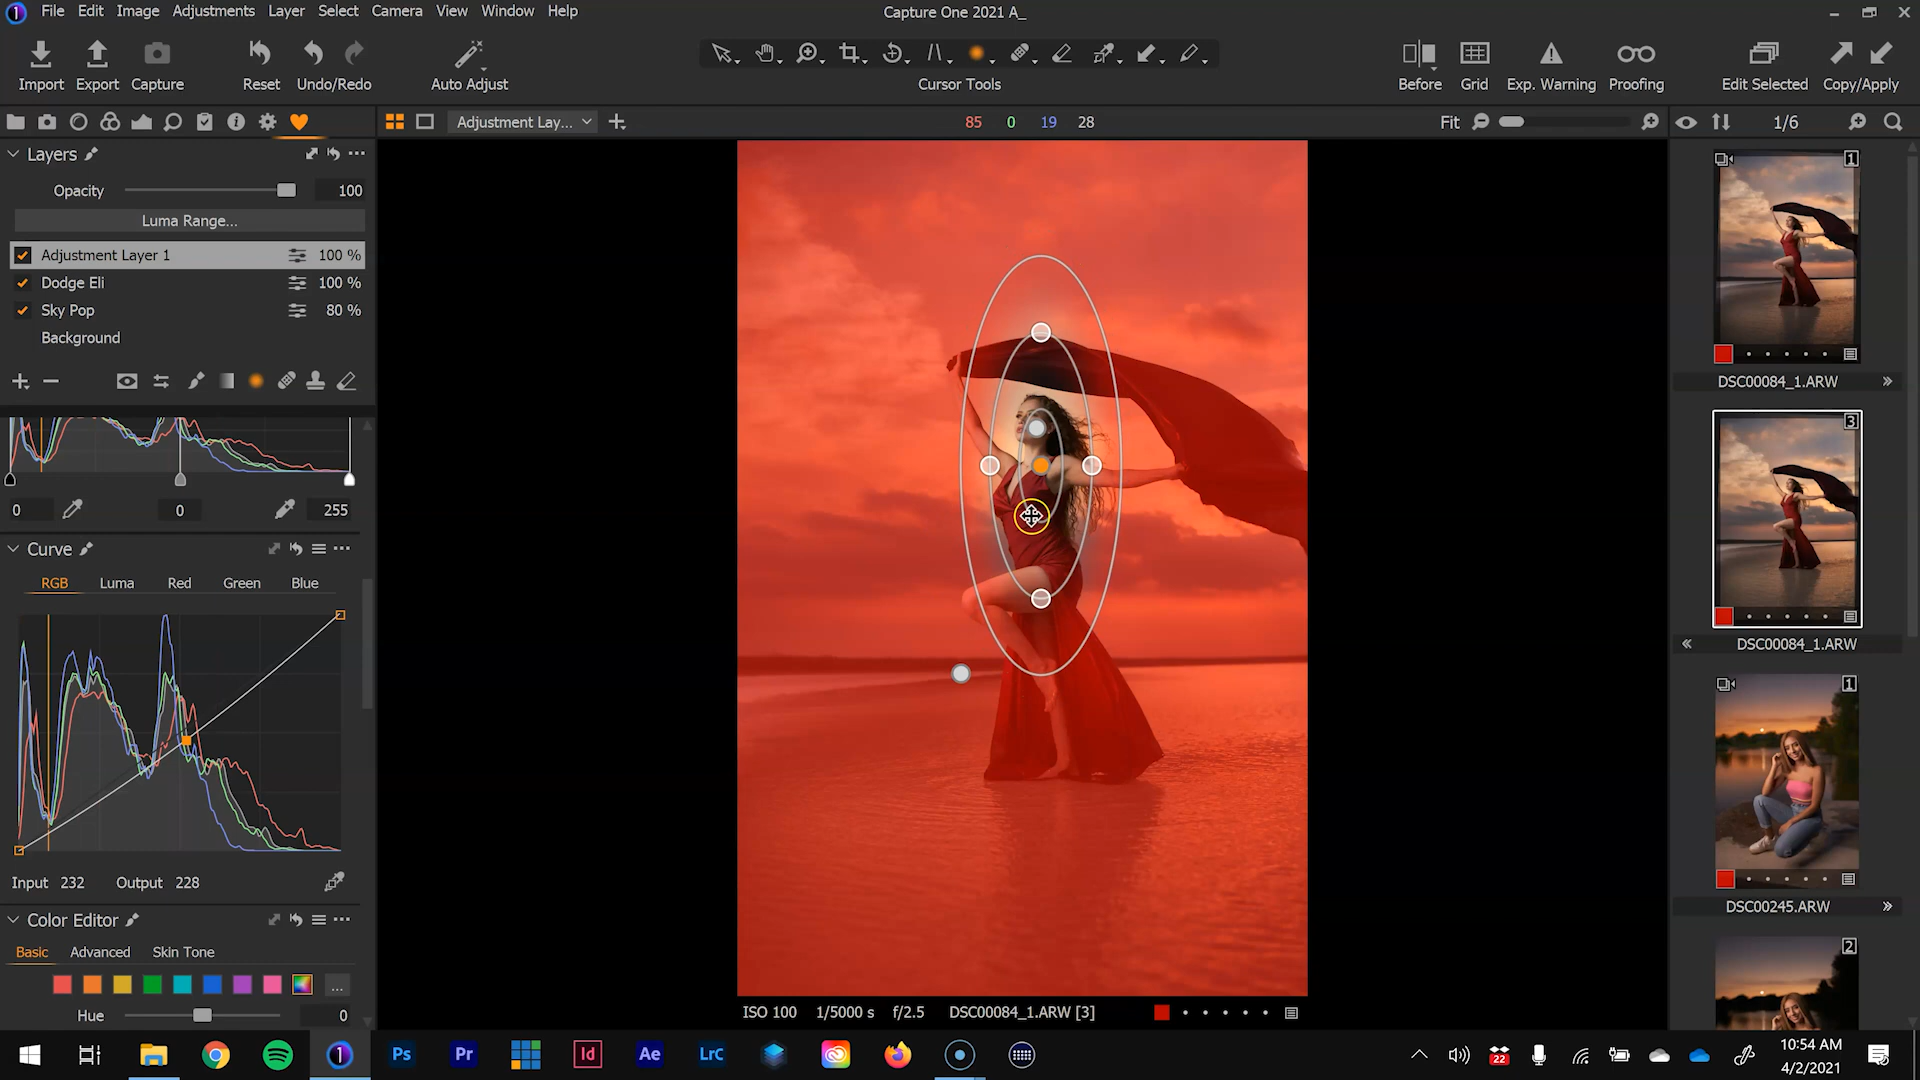 File Edit Image Adjustments Layer Select Camera View Window Help
Capture One 2021 A_
Import Export Capture Reset Undo/Redo Auto Adjust
Cursor Tools
Before Grid Exp. Warning Proofing Edit Selected Copy/Apply
Adjustment Lay...
85 0 19 28
Fit
1/6
Layers
Opacity 100
Luma Range...
Adjustment Layer 1 100 %
Dodge Eli 100 %
Sky Pop 80 %
Background
0 0 255
Curve
RGB Luma Red Green Blue
Input 232 Output 228
Color Editor
Basic Advanced Skin Tone
...
Hue 0
ISO 100 1/5000 s f/2.5 DSC00084_1.ARW [3]
1
DSC00084_1.ARW
3
DSC00084_1.ARW
1
DSC00245.ARW
2
Ps Pr Id Ae LrC
22
10:54 AM
4/2/2021